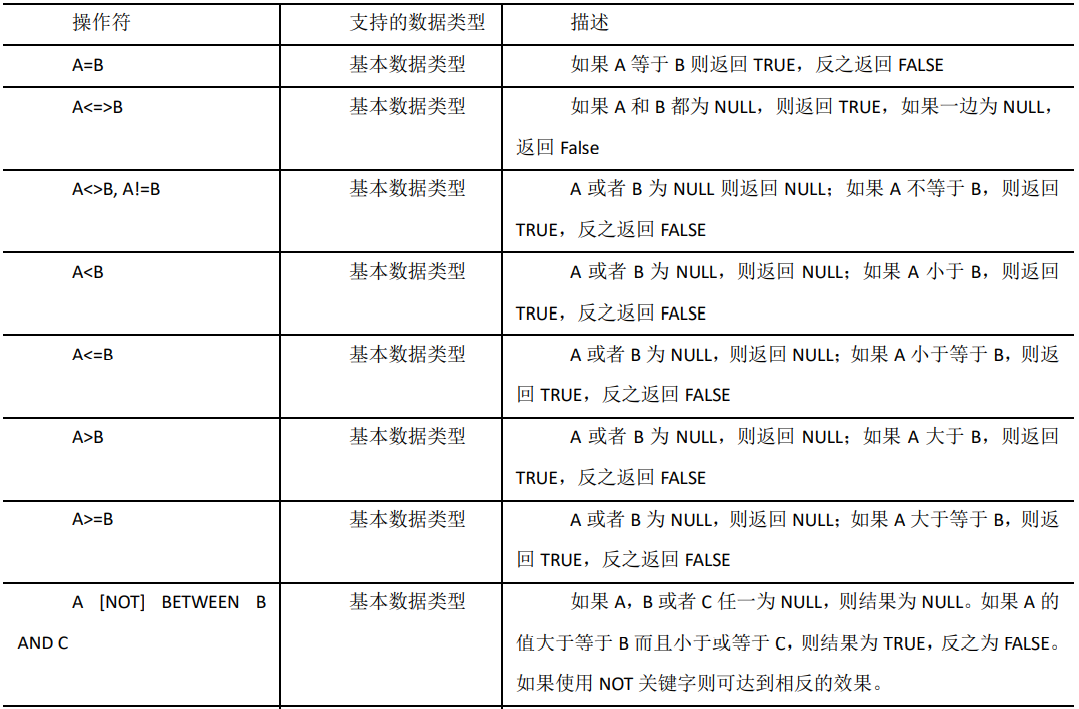 操作符 支持的数据类型 描述
A=B 基本数据类型 如果 A 等于 B 则返回 TRUE，反之返回 FALSE
A<=>B 基本数据类型 如果 A 和 B 都为 NULL，则返回 TRUE，如果一边为 NULL，
返回 False
A<>B, A!=B 基本数据类型 A 或者 B 为 NULL 则返回 NULL；如果 A 不等于 B，则返回
TRUE，反之返回 FALSE
A<B 基本数据类型 A 或者 B 为 NULL，则返回 NULL；如果 A 小于 B，则返回
TRUE，反之返回 FALSE
A<=B 基本数据类型 A 或者 B 为 NULL，则返回 NULL；如果 A 小于等于 B，则返
回 TRUE，反之返回 FALSE
A>B 基本数据类型 A 或者 B 为 NULL，则返回 NULL；如果 A 大于 B，则返回
TRUE，反之返回 FALSE
A>=B 基本数据类型 A 或者 B 为 NULL，则返回 NULL；如果 A 大于等于 B，则返
回 TRUE，反之返回 FALSE
A [NOT] BETWEEN B 基本数据类型 如果 A，B 或者 C 任一为 NULL，则结果为 NULL。如果 A 的
AND C 值大于等于 B 而且小于或等于 C，则结果为 TRUE，反之为 FALSE。
如果使用 NOT 关键字则可达到相反的效果。